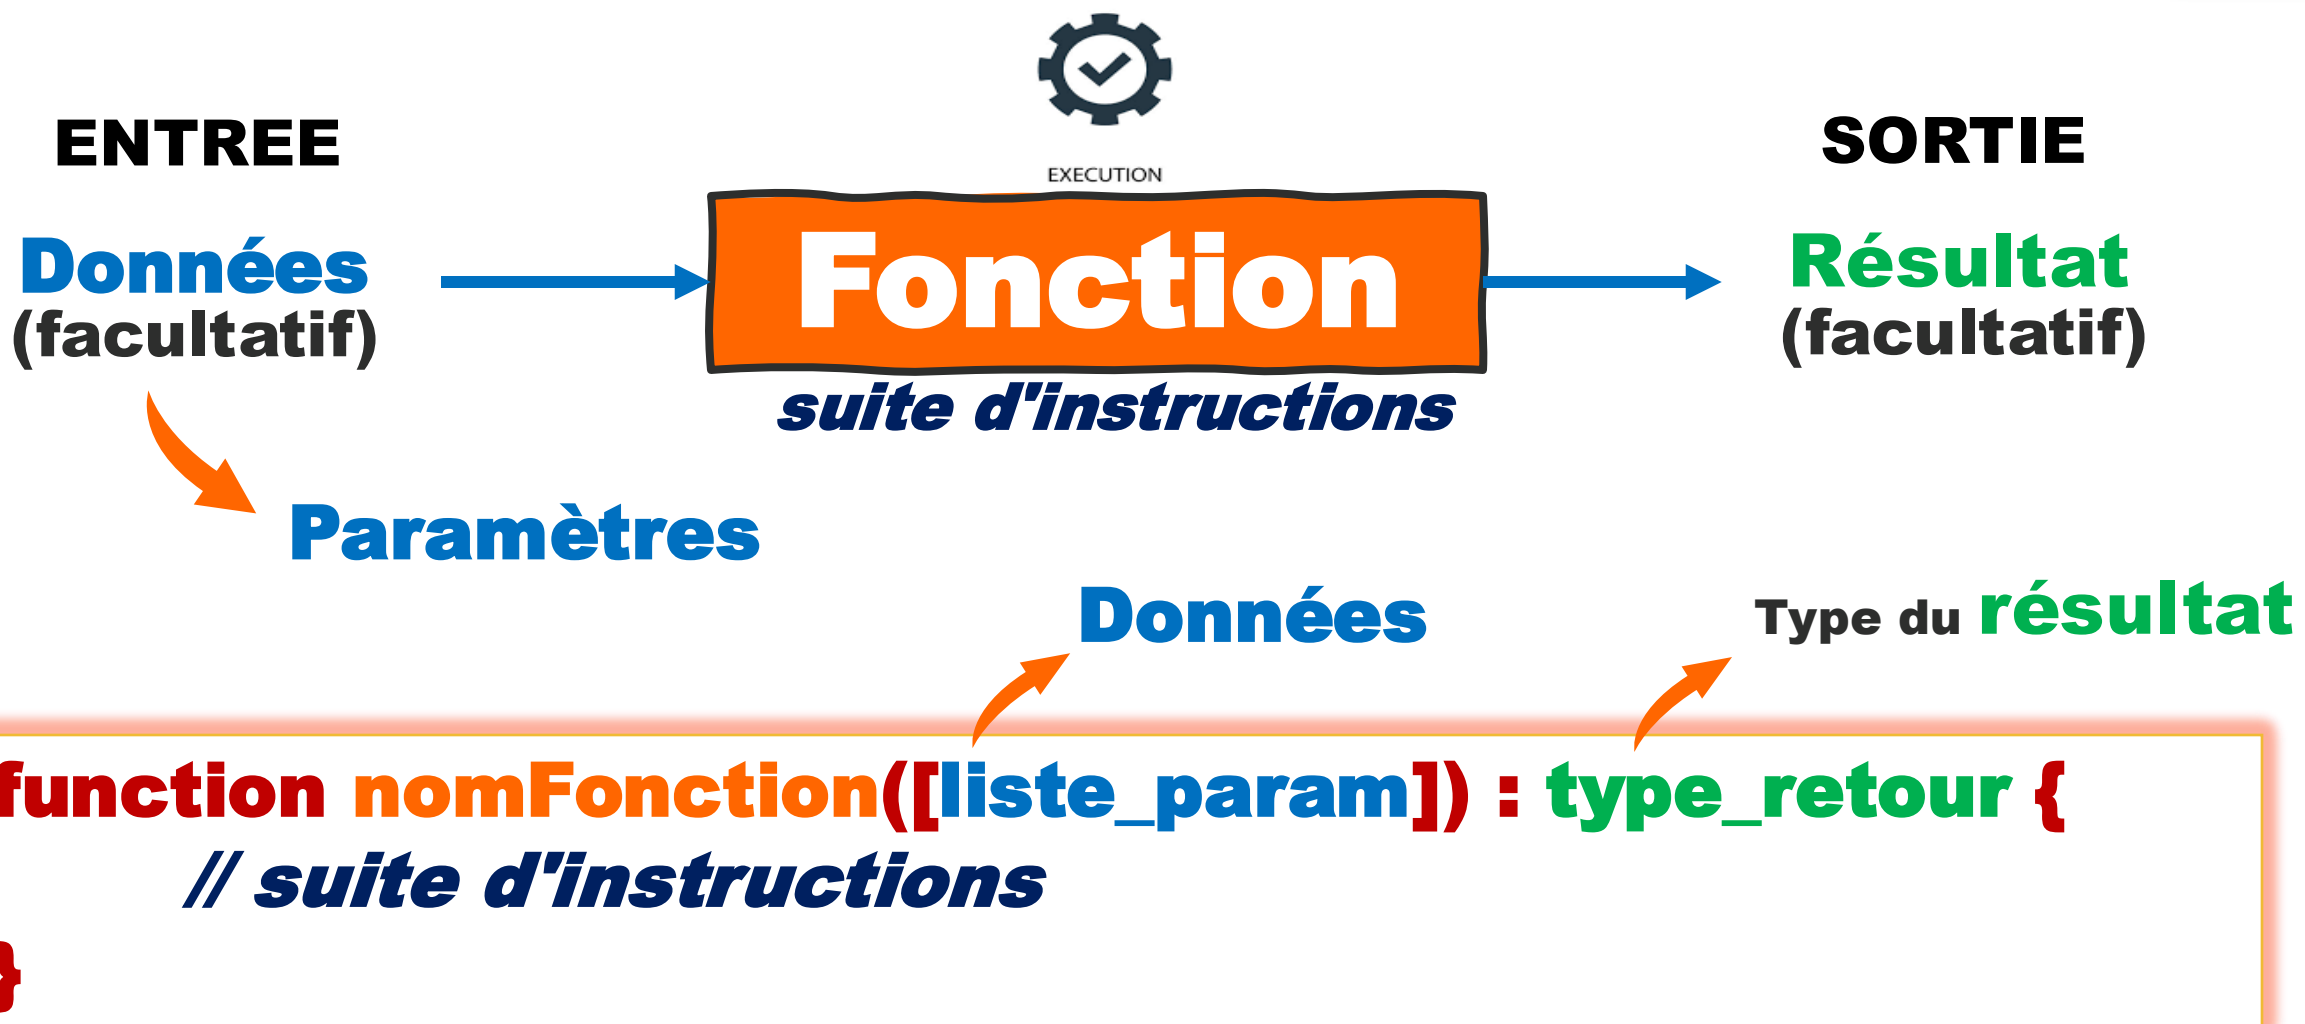 EXECUTION
ENTREE
SORTIE
Données
(facultatif)
Fonction
suite d'instructions
Résultat
(facultatif)
Paramètres
Données
Type du résultat
function nomFonction([liste_param]) : type_retour {
// suite d'instructions
}